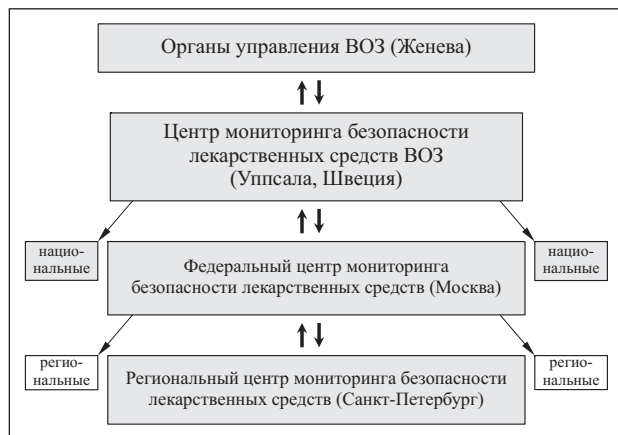 Органы управления ВОЗ (Женева)
Центр мониторинга безопасности
лекарственных средств ВОЗ
(Уппсала, Швеция)
нацио-
нальные
Федеральный центр мониторинга
безопасности лекарственных средств (Москва)
нацио-
нальные
регио-
нальные
Региональный центр мониторинга безопасности
лекарственных средств (Санкт-Петербург)
регио-
нальные